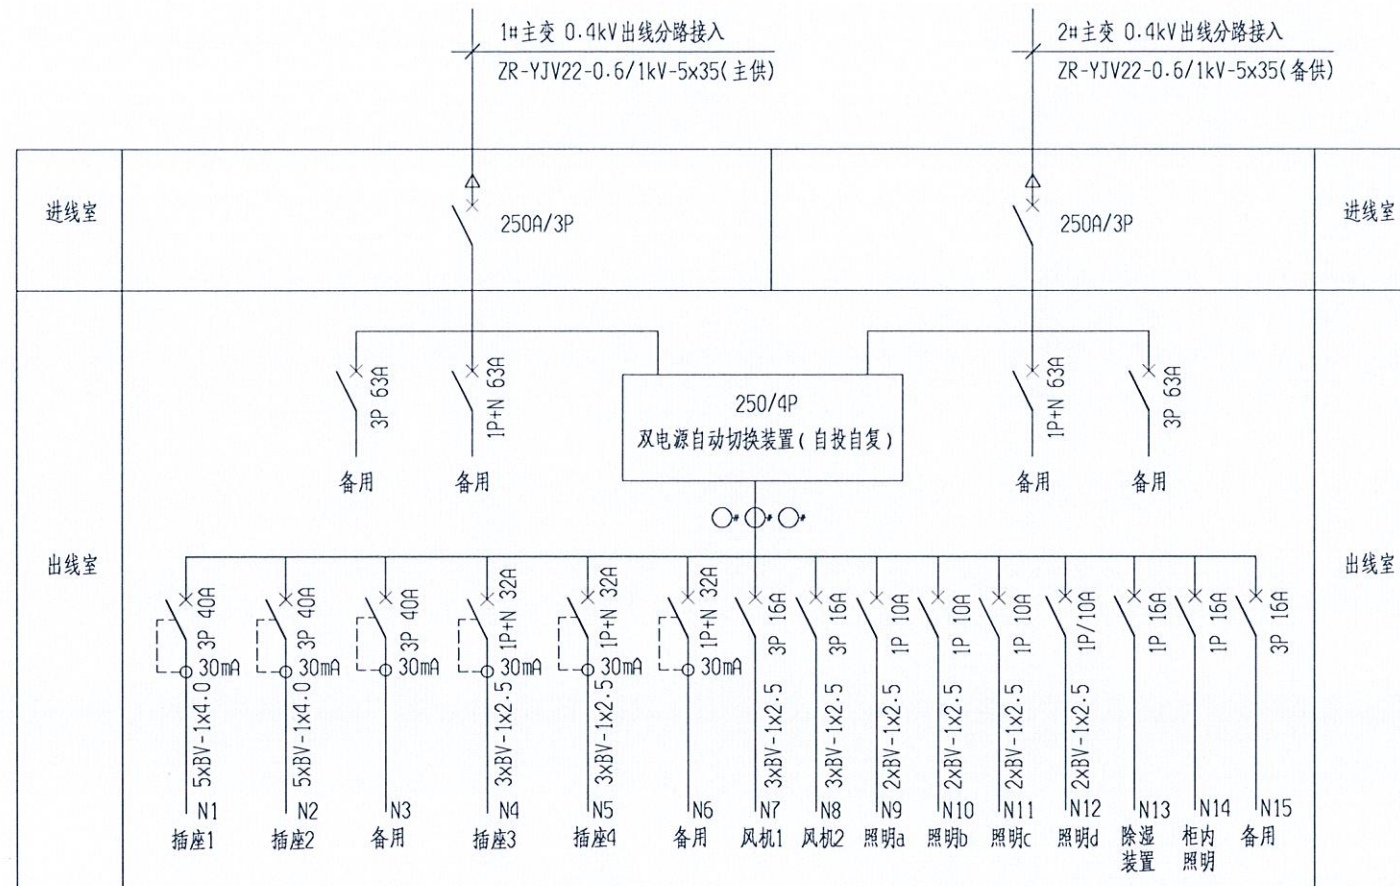 1#主变 0.4kV出线分路接入
ZR-YJV22-0.6/1kV-5x35(主供)
2#主变 0.4kV出线分路接入
ZR-YJV22-0.6/1kV-5x35(备供)
进线室
250A/3P
250A/3P
进线室
3P 63A
1P+N 63A
250/4P
双电源自动切换装置(自投自复)
1P+N 63A
3P 63A
备用
备用
备用
备用
出线室
出线室
3P 40A
3P 40A
3P 40A
1P+N 32A
1P+N 32A
1P+N 32A
3P 16A
3P 16A
1P 10A
1P 10A
1P 10A
1P/10A
1P 16A
1P 16A
3P 16A
30mA
30mA
30mA
30mA
30mA
30mA
5xBV-1x4.0
5xBV-1x4.0
3xBV-1x2.5
3xBV-1x2.5
3xBV-1x2.5
3xBV-1x2.5
2xBV-1x2.5
2xBV-1x2.5
2xBV-1x2.5
2xBV-1x2.5
N1
N2
N3
N4
N5
N6
N7
N8
N9
N10
N11
N12
N13
N14
N15
插座1
插座2
备用
插座3
插座4
备用
风机1
风机2
照明a
照明b
照明c
照明d
除湿
装置
柜内
照明
备用